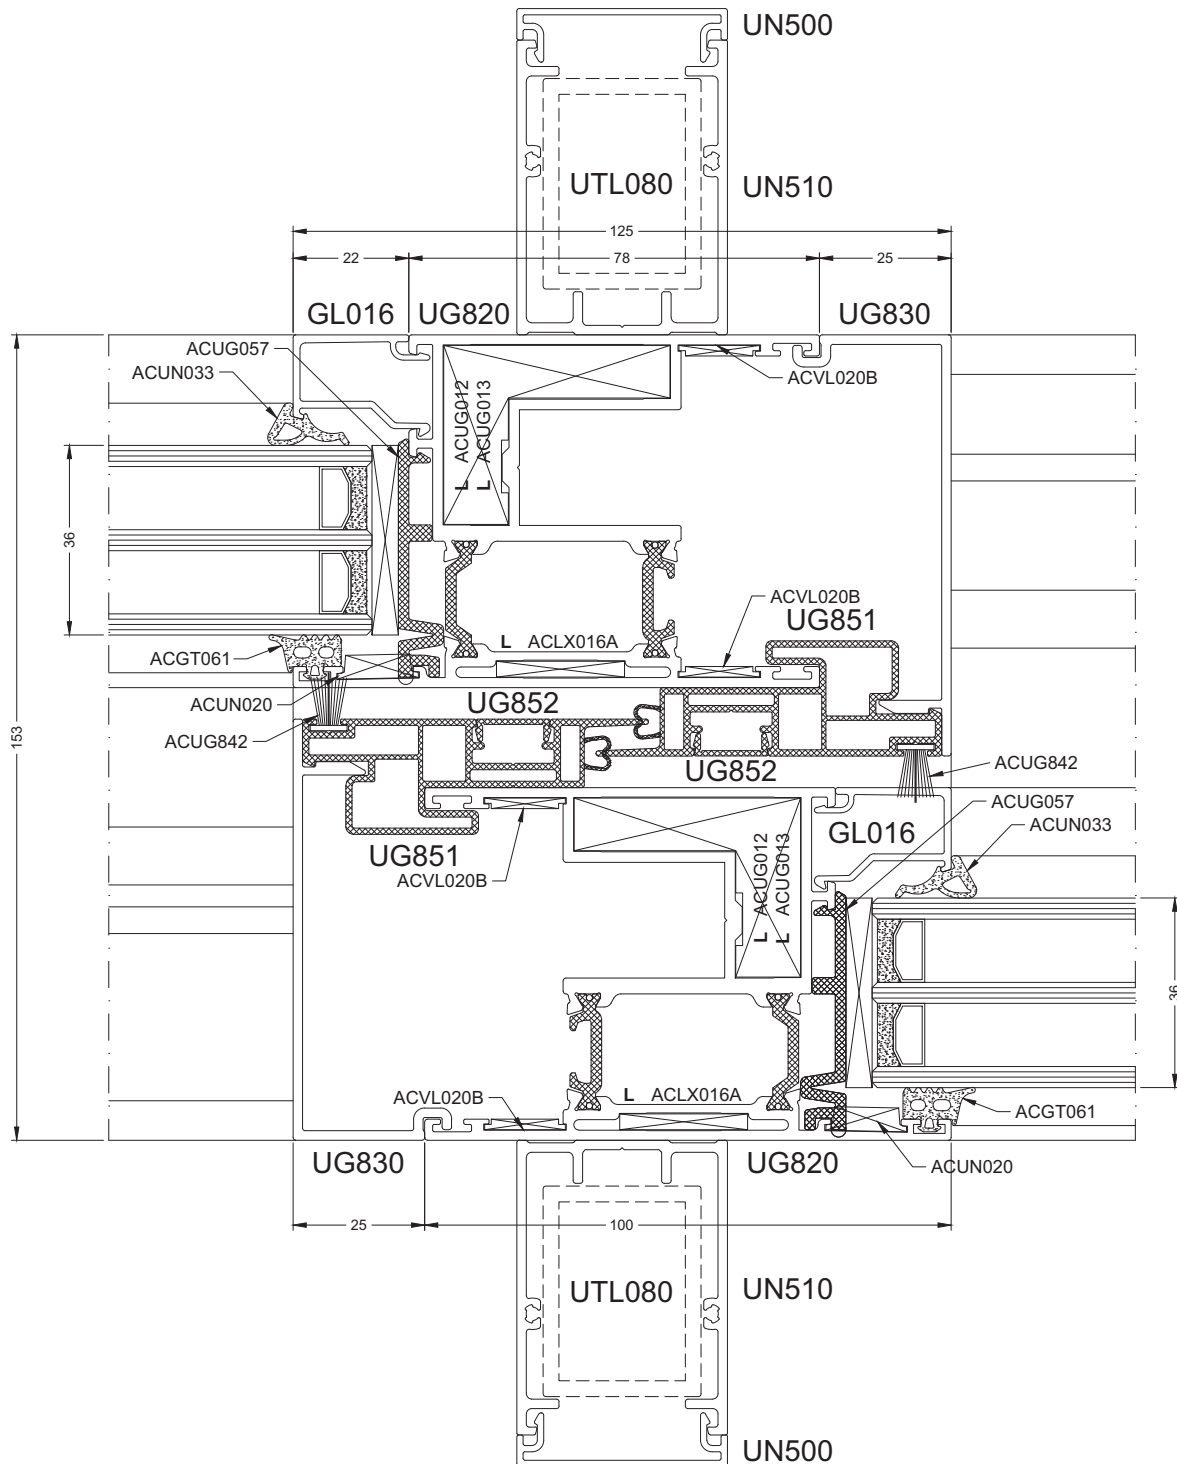 UN500
UTL080
UN510
125
22
78
25
GL016
UG820
UG830
ACUG057
ACUN033
ACVL020B
L ACUG012
L ACUG013
36
ACVL020B
UG851
L ACLX016A
ACGT061
ACUN020
UG852
ACUG842
153
UG852
ACUG842
ACUG057
GL016
ACUN033
UG851
ACVL020B
L ACUG012
L ACUG013
36
ACVL020B
L ACLX016A
ACGT061
UG830
UG820
ACUN020
25
100
UTL080
UN510
UN500